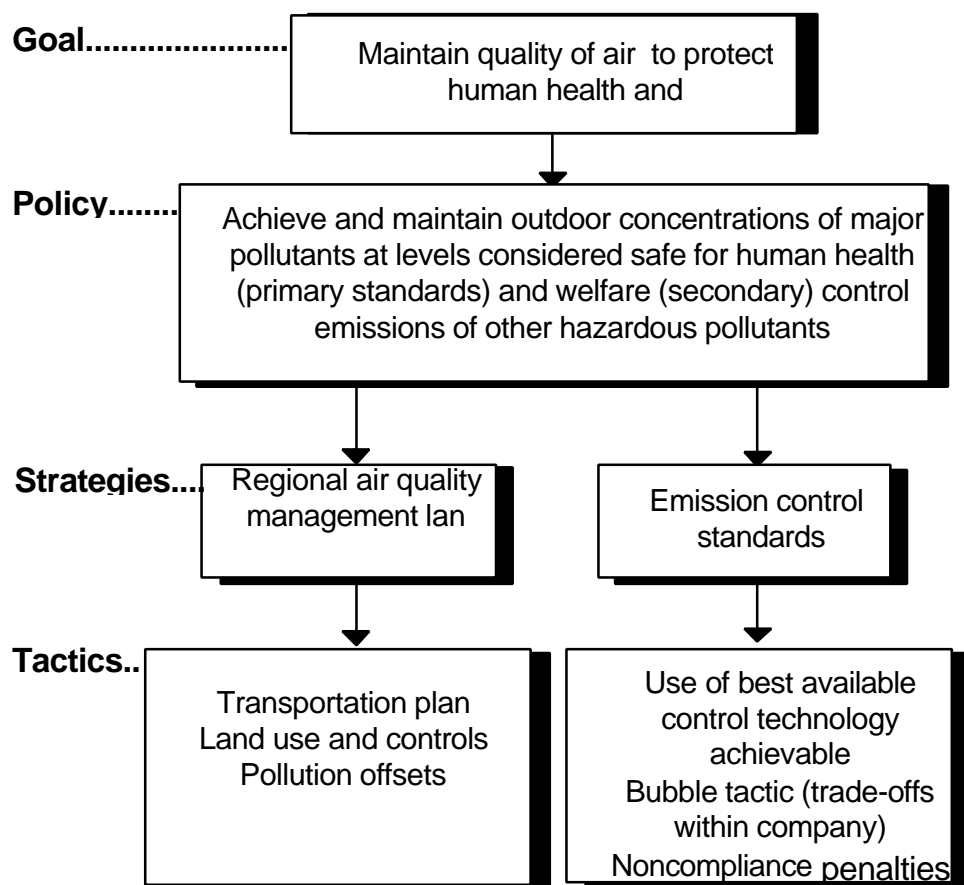 Goal.......................
Maintain quality of air to protect
human health and
Policy........
Achieve and maintain outdoor concentrations of major
pollutants at levels considered safe for human health
(primary standards) and welfare (secondary) control
emissions of other hazardous pollutants
Strategies....
Regional air quality
management lan
Emission control
standards
Tactics..
Transportation plan
Land use and controls
Pollution offsets
Use of best available
control technology
achievable
Bubble tactic (trade-offs
within company)
Noncompliance penalties